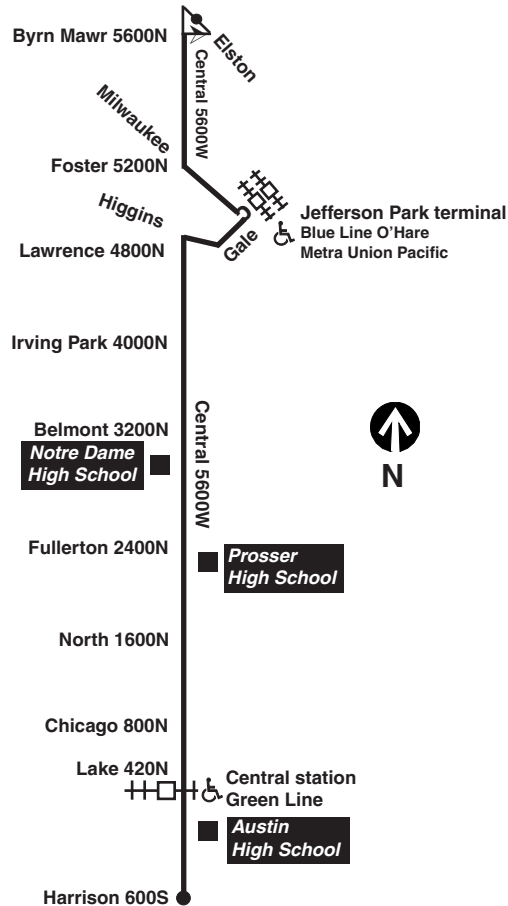 Byrn Mawr 5600N
Elston
Central 5600W
Milwaukee
Foster 5200N
Higgins
Jefferson Park terminal
Blue Line O'Hare
Metra Union Pacific
Gale
Lawrence 4800N
Irving Park 4000N
Belmont 3200N
Central 5600W
Notre Dame
High School
N
Fullerton 2400N
Prosser
High School
North 1600N
Chicago 800N
Lake 420N
Central station
Green Line
Austin
High School
Harrison 600S